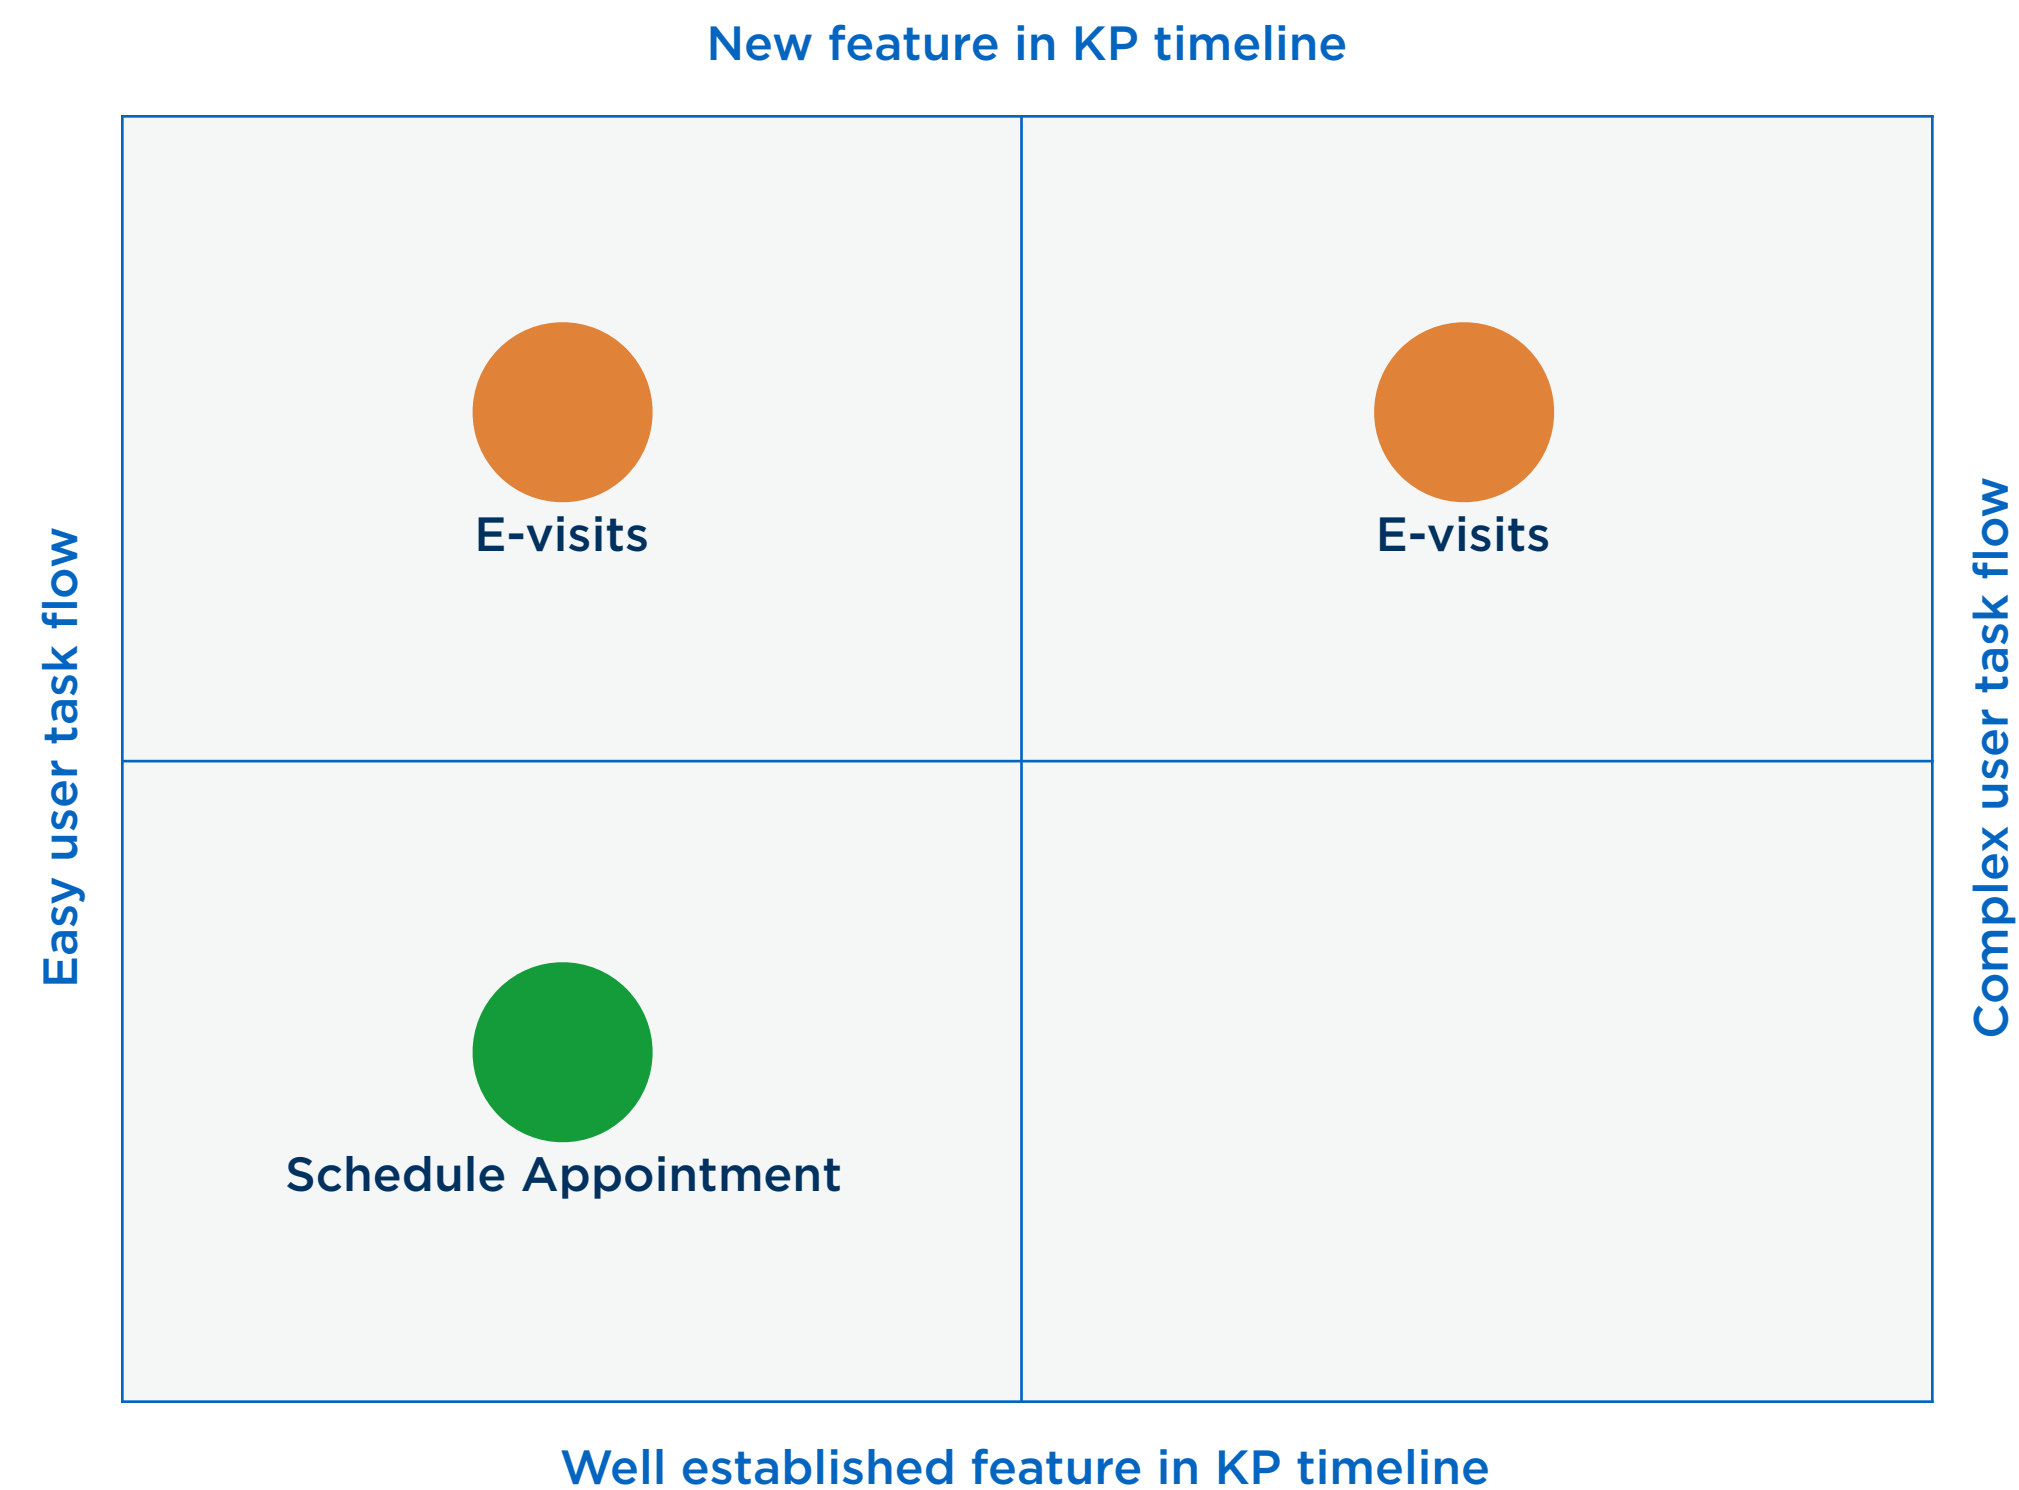 New feature in KP timeline
E-visits
E-visits
Easy user task flow
Complex user task flow
Schedule Appointment
Well established feature in KP timeline